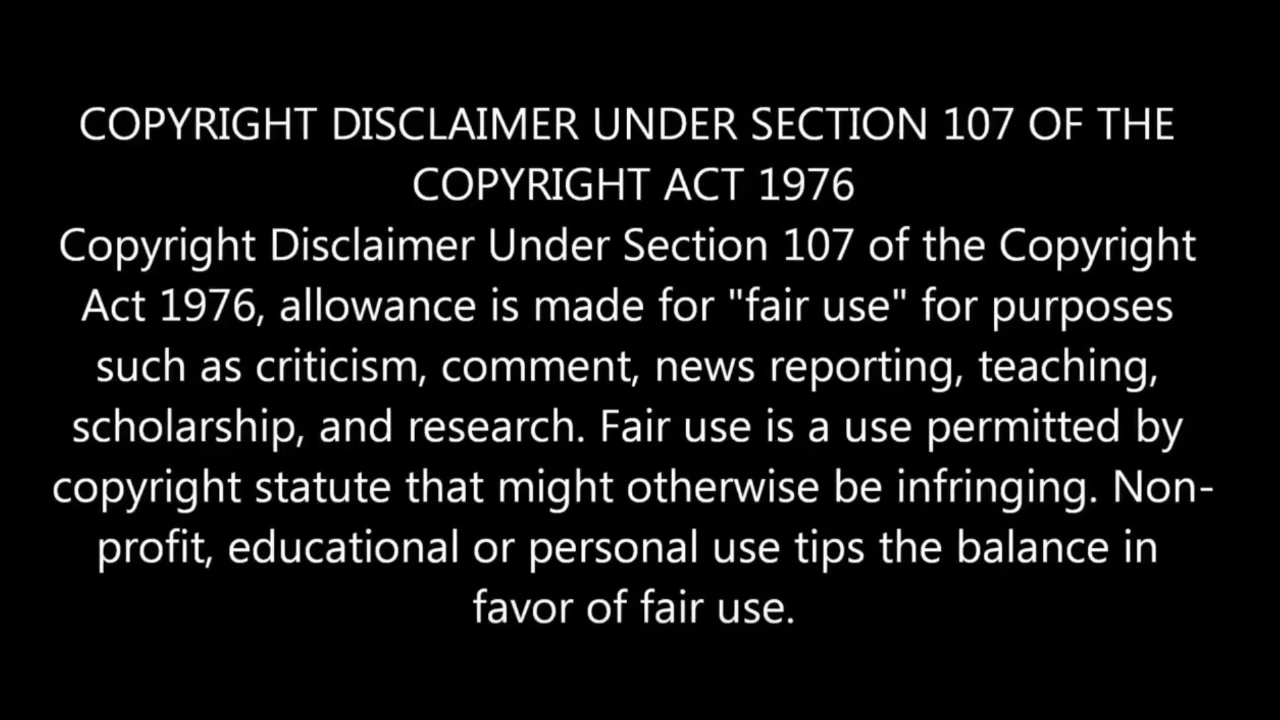 COPYRIGHT DISCLAIMER UNDER SECTION 107 OF THE
COPYRIGHT ACT 1976
Copyright Disclaimer Under Section 107 of the Copyright
Act 1976, allowance is made for "fair use" for purposes
such as criticism, comment, news reporting, teaching,
scholarship, and research. Fair use is a use permitted by
copyright statute that might otherwise be infringing. Non-
profit, educational or personal use tips the balance in
favor of fair use.